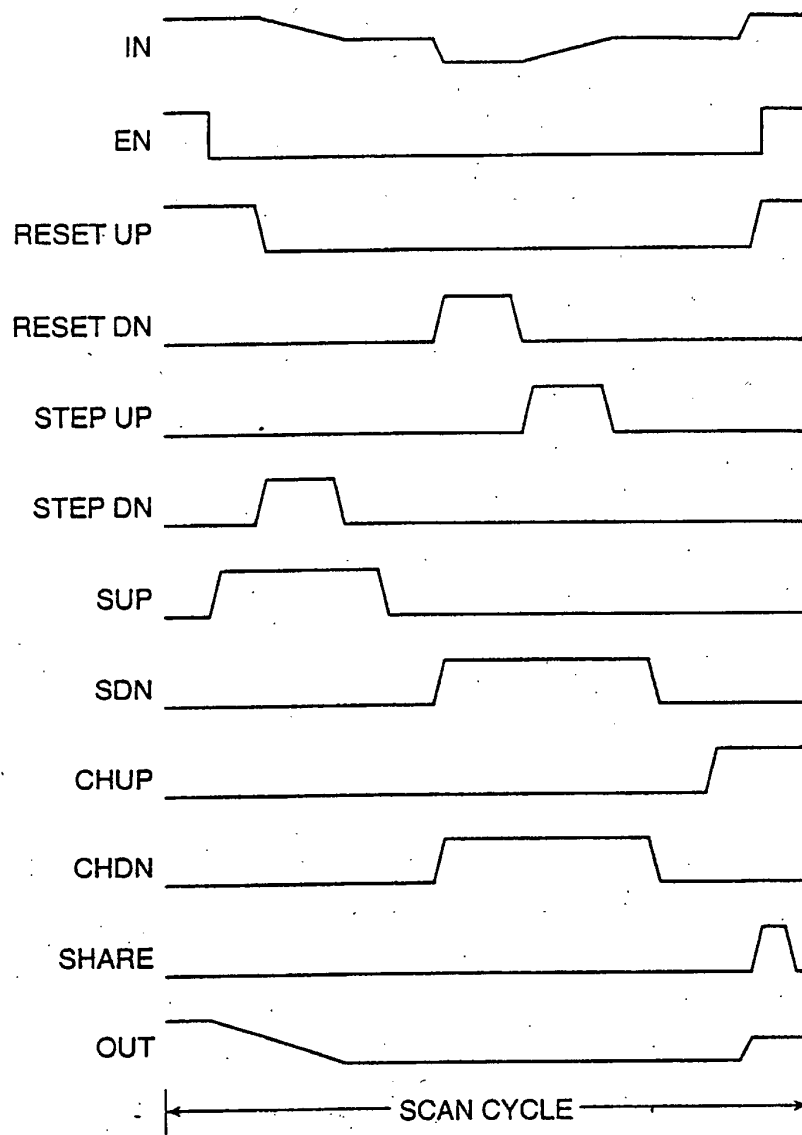 IN
EN
RESET UP
RESET DN
STEP UP
STEP DN
SUP
SDN
CHUP
CHDN
SHARE
OUT
SCAN CYCLE